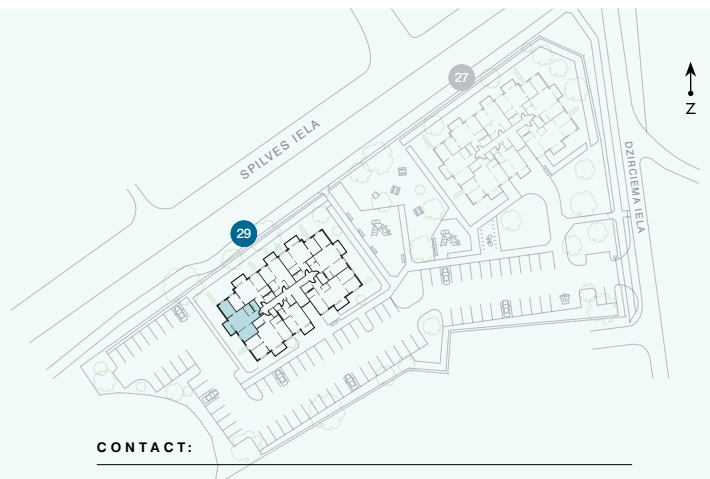 27
Z
SPILVES IELA
DZIRCIEMA IELA
29
CONTACT: